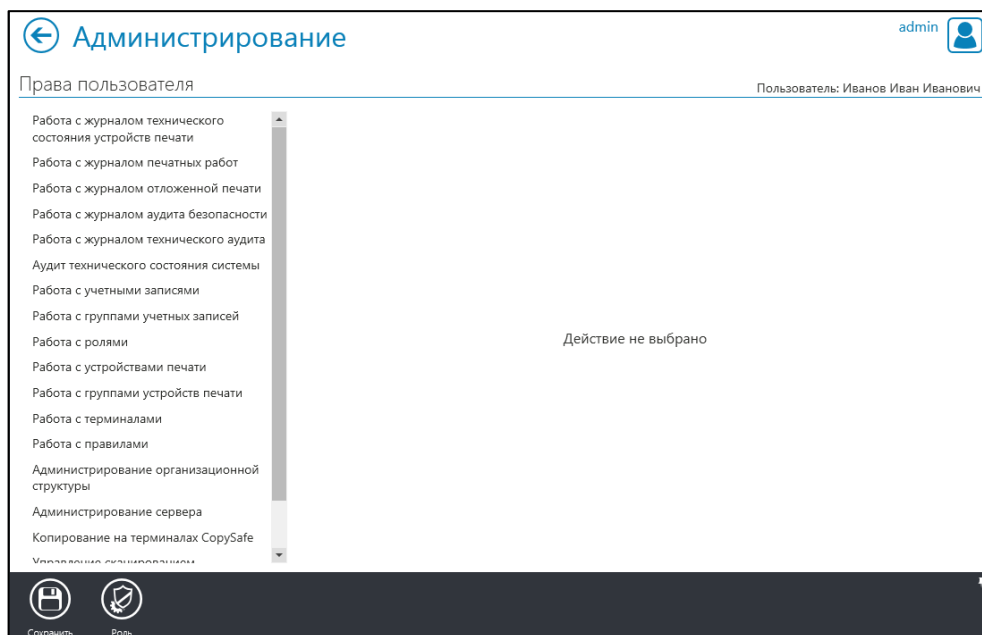 Администрирование
admin
Права пользователя
Пользователь: Иванов Иван Иванович
Работа с журналом технического
состояния устройств печати
Работа с журналом печатных работ
Работа с журналом отложенной печати
Работа с журналом аудита безопасности
Работа с журналом технического аудита
Аудит технического состояния системы
Работа с учетными записями
Работа с группами учетных записей
Работа с ролями
Действие не выбрано
Работа с устройствами печати
Работа с группами устройств печати
Работа с терминалами
Работа с правилами
Администрирование организационной
структуры
Администрирование сервера
Копирование на терминалах CopySafe
Управление сканированием
Сохранить
Роль